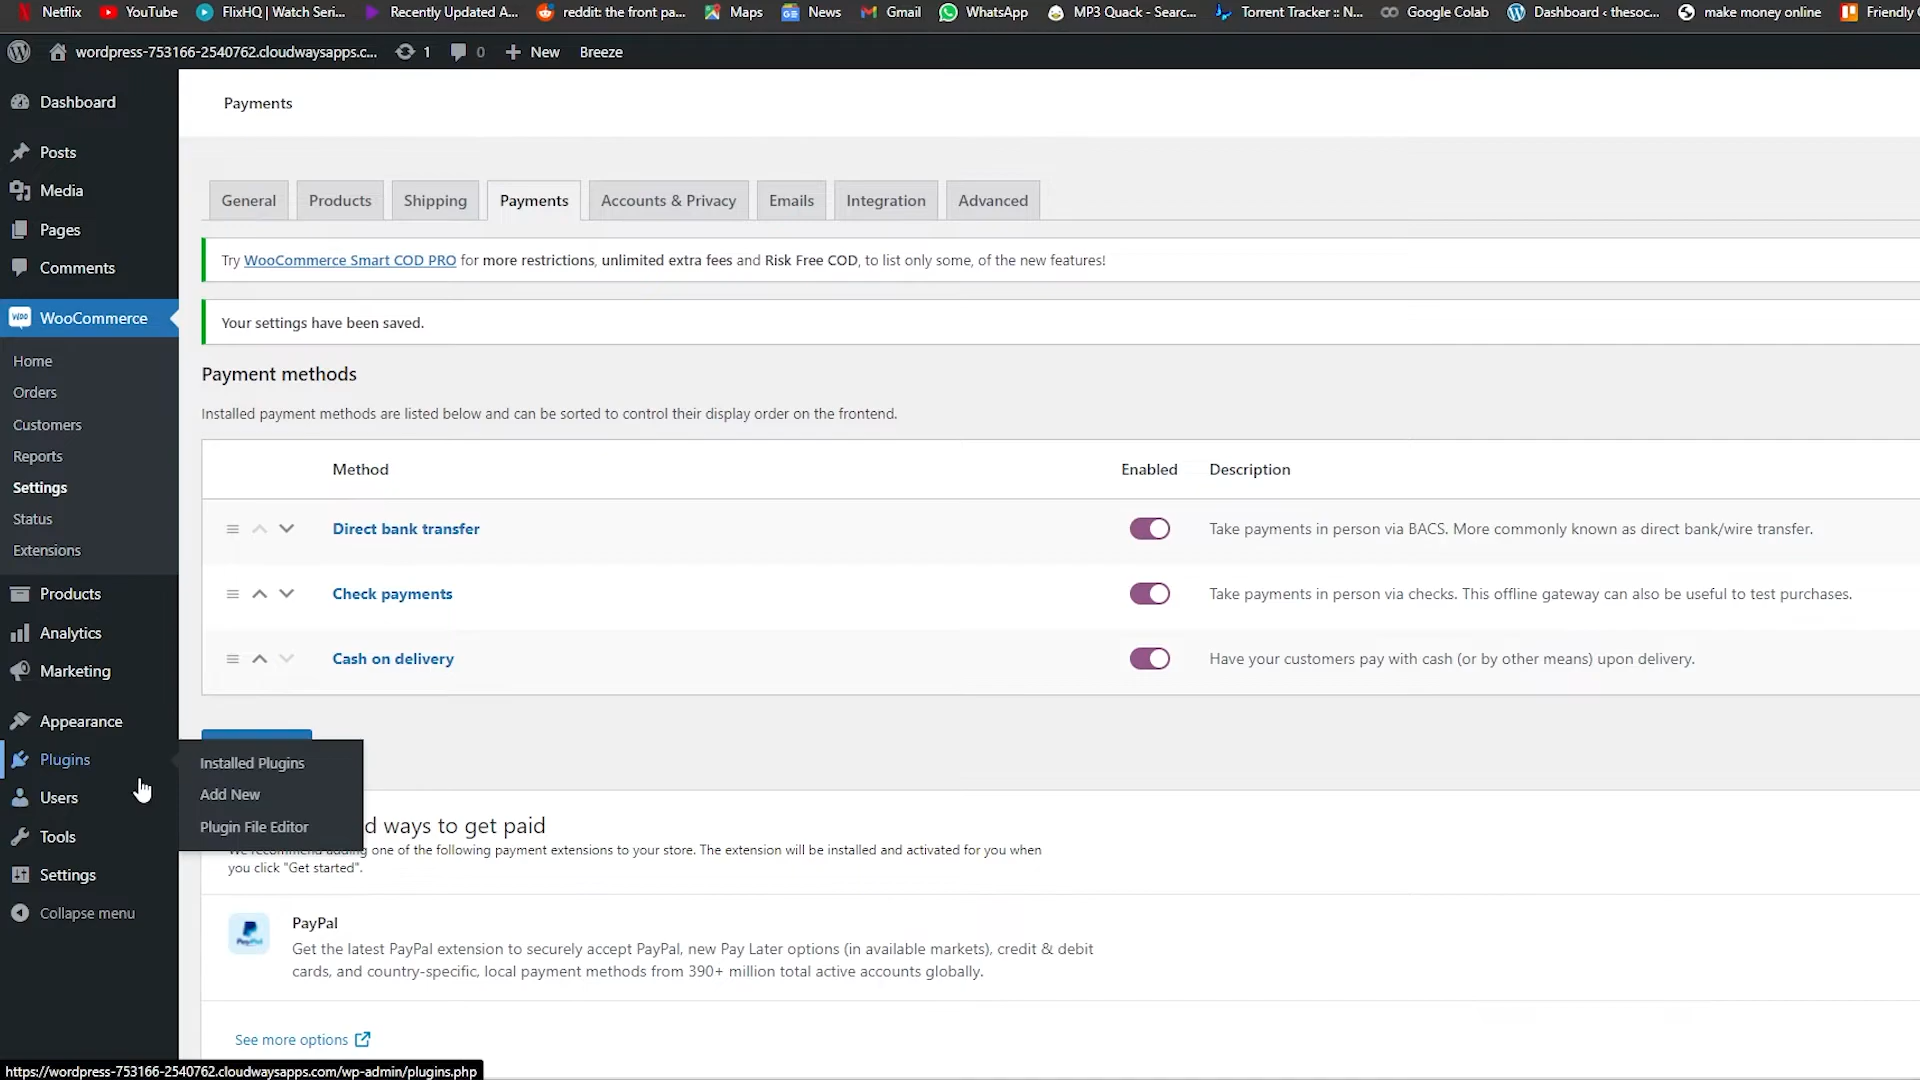 Netflix
YouTube
FlixHQ | Watch Seri...
Recently Updated A...
reddit: the front pa...
Maps
News
Gmail
WhatsApp
MP3 Quack - Searc...
Torrent Tracker :: N...
Google Colab
Dashboard ‹ thesoc...
make money online
Friendly
wordpress-753166-2540762.cloudwaysapps.c...
1
0
New
Breeze
Dashboard
Posts
Media
Pages
Comments
WooCommerce
Home
Orders
Customers
Reports
Settings
Status
Extensions
Products
Analytics
Marketing
Appearance
Plugins
Users
Tools
Settings
Collapse menu
Installed Plugins
Add New
Plugin File Editor
Payments
General
Products
Shipping
Payments
Accounts & Privacy
Emails
Integration
Advanced
Try WooCommerce Smart COD PRO for more restrictions, unlimited extra fees and Risk Free COD, to list only some, of the new features!
Your settings have been saved.
Payment methods
Installed payment methods are listed below and can be sorted to control their display order on the frontend.
Method Enabled Description
Direct bank transfer Take payments in person via BACS. More commonly known as direct bank/wire transfer.
Check payments Take payments in person via checks. This offline gateway can also be useful to test purchases.
Cash on delivery Have your customers pay with cash (or by other means) upon delivery.
d ways to get paid
We recommend adding one of the following payment extensions to your store. The extension will be installed and activated for you when
you click "Get started".
PayPal
PayPal
Get the latest PayPal extension to securely accept PayPal, new Pay Later options (in available markets), credit & debit
cards, and country-specific, local payment methods from 390+ million total active accounts globally.
See more options
https://wordpress-753166-2540762.cloudwaysapps.com/wp-admin/plugins.php